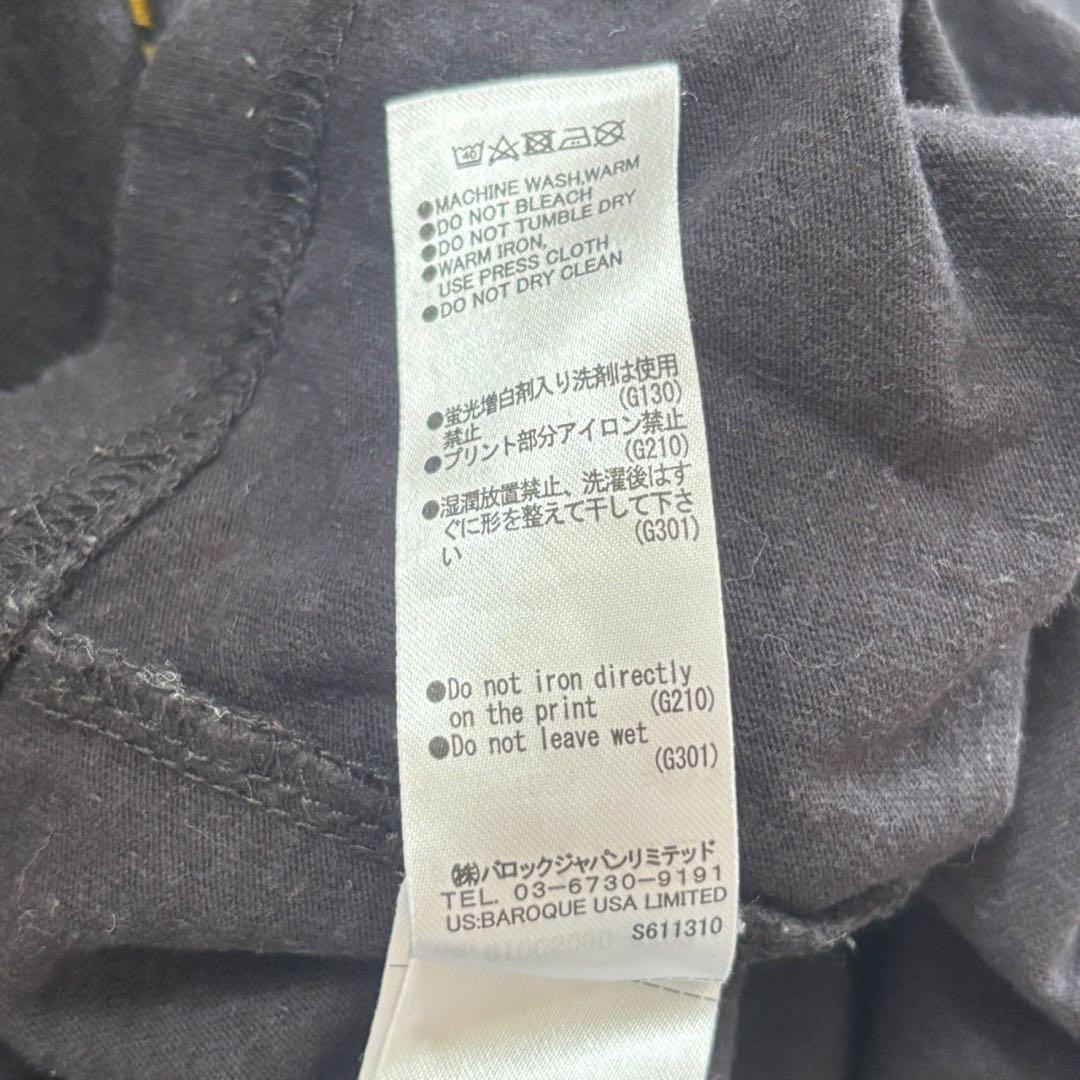 40
●MACHINE WASH,WARM
●DO NOT BLEACH
●DO NOT TUMBLE DRY
●WARM IRON,
USE PRESS CLOTH
●DO NOT DRY CLEAN
●蛍光増白剤入り洗剤は使用
禁止 (G130)
●プリント部分アイロン禁止
(G210)
●湿潤放置禁止、洗濯後はす
ぐに形を整えて干して下さ
い (G301)
●Do not iron directly
on the print (G210)
●Do not leave wet
(G301)
㈱バロックジャパンリミテッド
TEL. 03-6730-9191
US:BAROQUE USA LIMITED
S611310